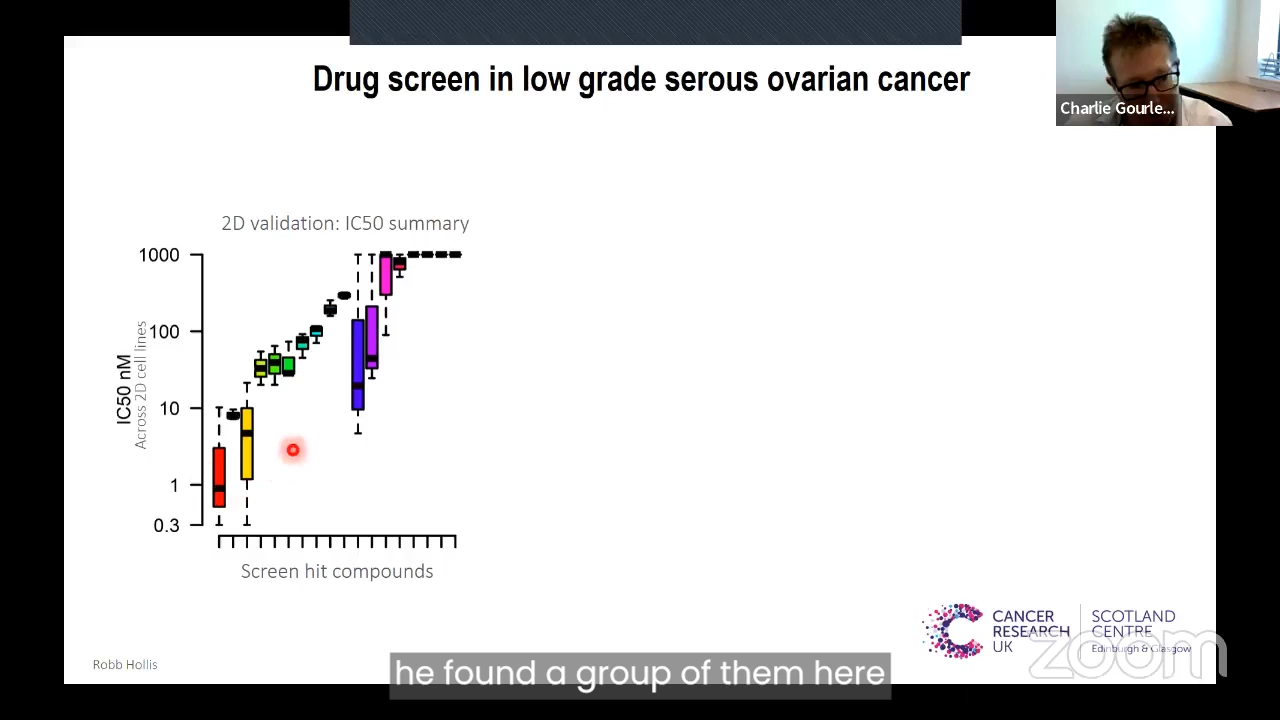 Drug screen in low grade serous ovarian cancer
Charlie Gourle...
2D validation: IC50 summary
1000
100
10
1
0.3
IC50 nM
Across 2D cell lines
Screen hit compounds
Robb Hollis
CANCER
RESEARCH
UK
SCOTLAND
CENTRE
Edinburgh & Glasgow
zoom
he found a group of them here